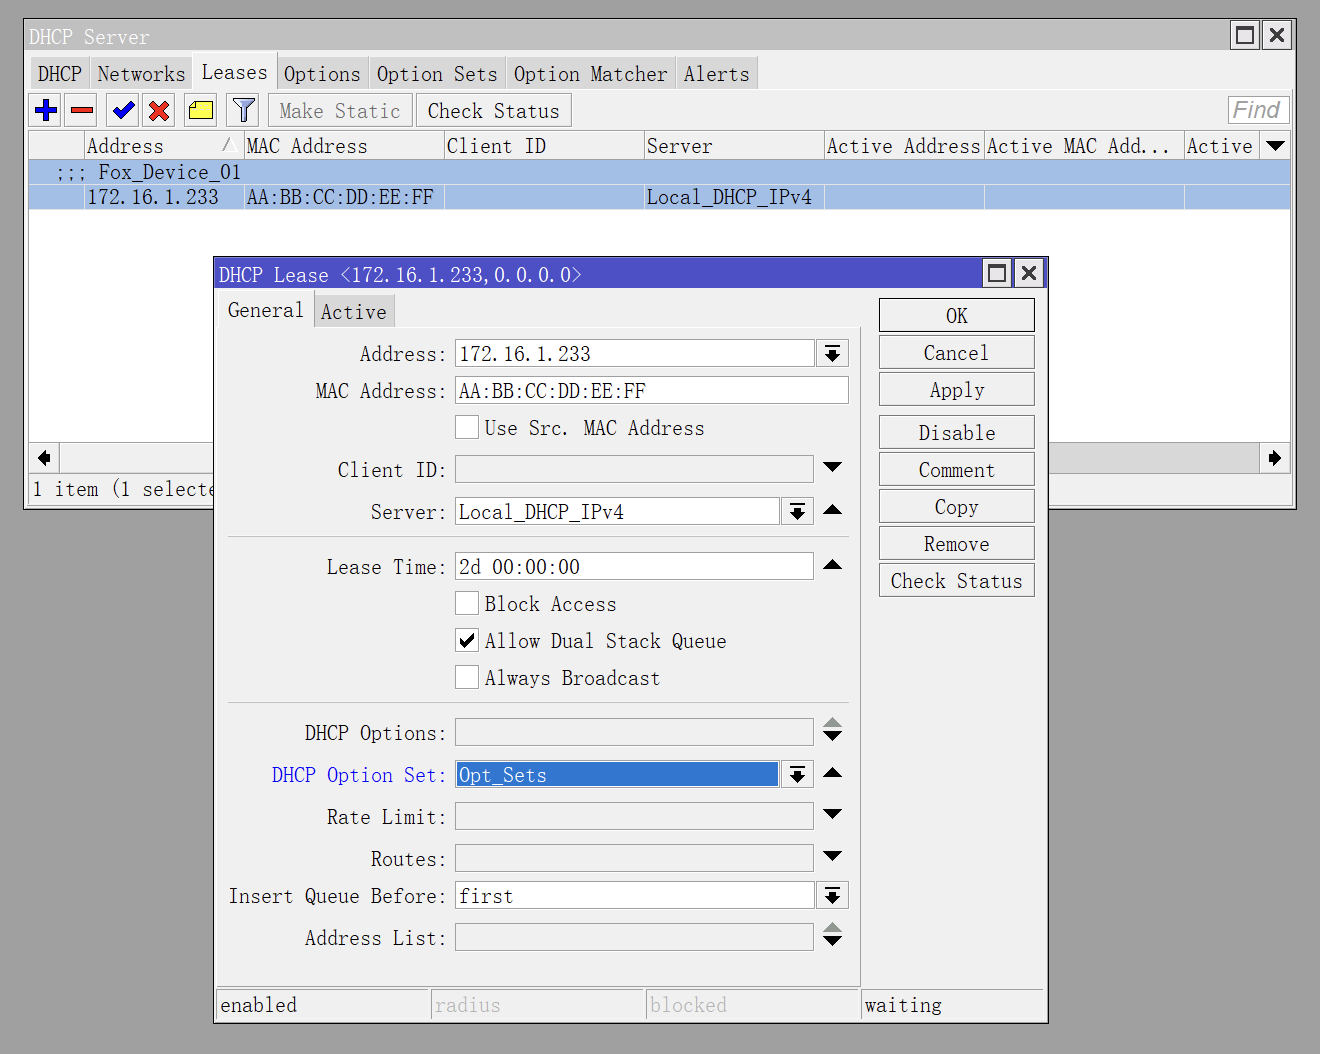 DHCP Server
DHCP Networks Leases Options Option Sets Option Matcher Alerts
Make Static Check Status Find
Address MAC Address Client ID Server Active Address Active MAC Add... Active
;;; Fox_Device_01
172.16.1.233 AA:BB:CC:DD:EE:FF Local_DHCP_IPv4
1 item (1 selecte
DHCP Lease <172.16.1.233,0.0.0.0>
General Active
Address: 172.16.1.233
MAC Address: AA:BB:CC:DD:EE:FF
Use Src. MAC Address
Client ID:
Server: Local_DHCP_IPv4
Lease Time: 2d 00:00:00
Block Access
Allow Dual Stack Queue
Always Broadcast
DHCP Options:
DHCP Option Set: Opt_Sets
Rate Limit:
Routes:
Insert Queue Before: first
Address List:
OK
Cancel
Apply
Disable
Comment
Copy
Remove
Check Status
enabled radius blocked waiting